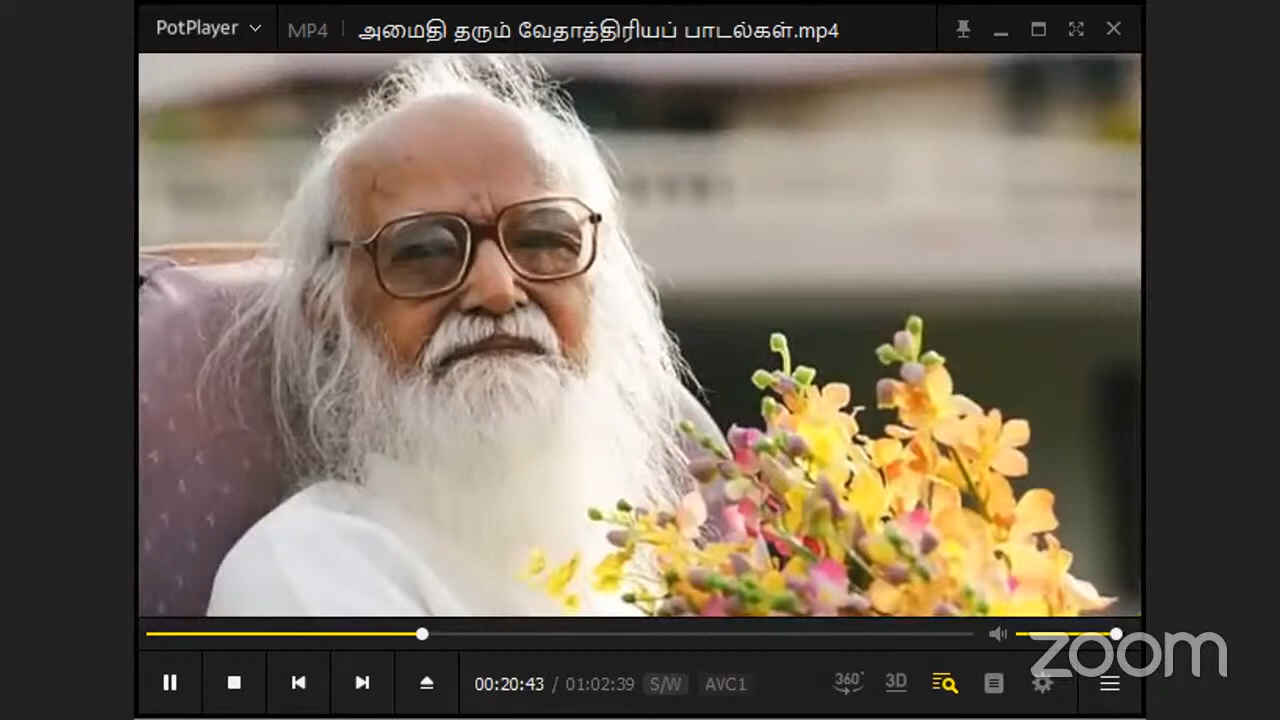 PotPlayer MP4 அமைதி தரும் வேதாத்திரியப் பாடல்கள்.mp4
zoom
00:20:43 / 01:02:39 S/W AVC1 360° 3D